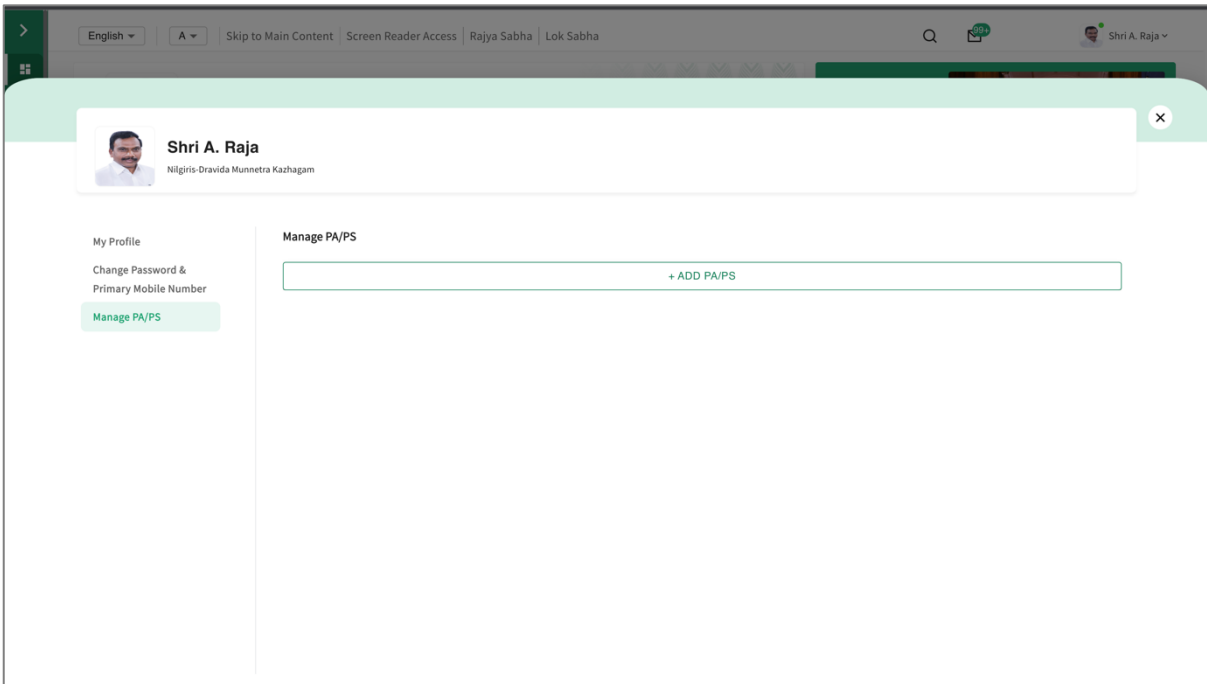 English
A
Skip to Main Content
Screen Reader Access
Rajya Sabha
Lok Sabha
99+
Shri A. Raja
Shri A. Raja
Nilgiris-Dravida Munnetra Kazhagam
My Profile
Change Password &
Primary Mobile Number
Manage PA/PS
Manage PA/PS
+ ADD PA/PS